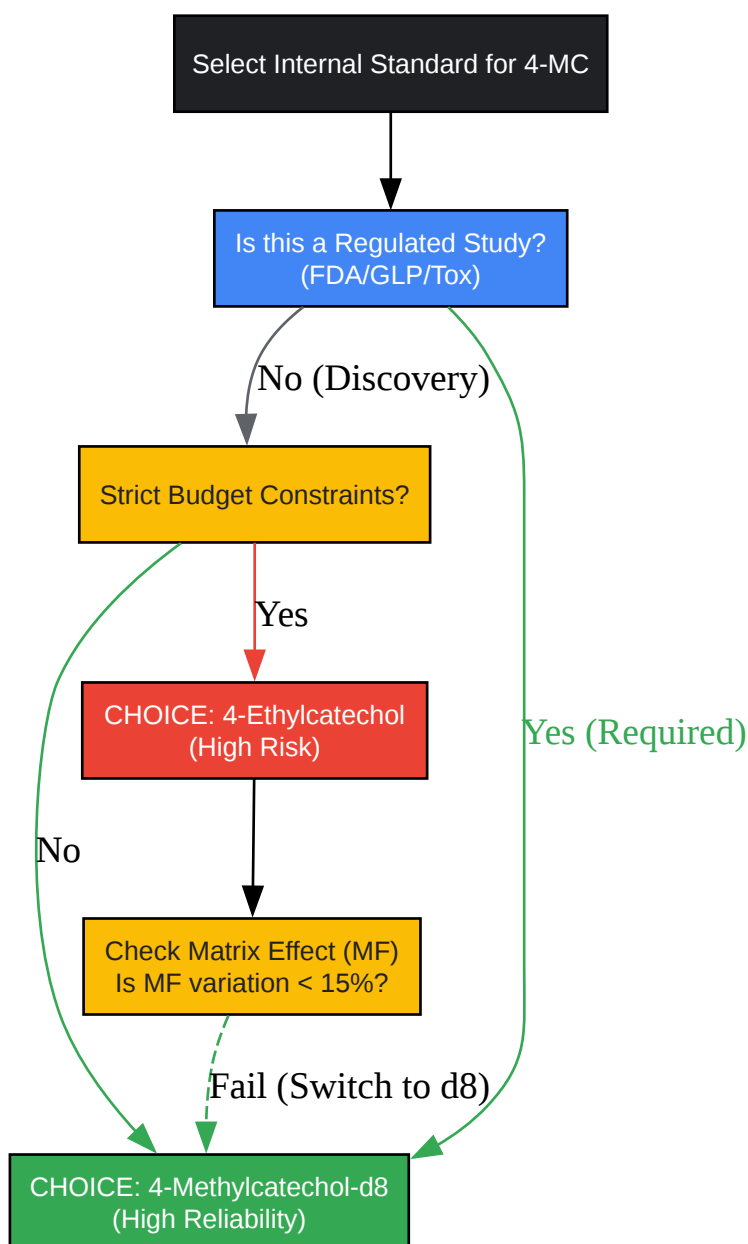 Select Internal Standard for 4-MC
Is this a Regulated Study?
(FDA/GLP/Tox)
No (Discovery)
Strict Budget Constraints?
Yes
CHOICE: 4-Ethylcatechol
(High Risk)
Yes (Required)
No
Check Matrix Effect (MF)
Is MF variation < 15%?
Fail (Switch to d8)
CHOICE: 4-Methylcatechol-d8
(High Reliability)